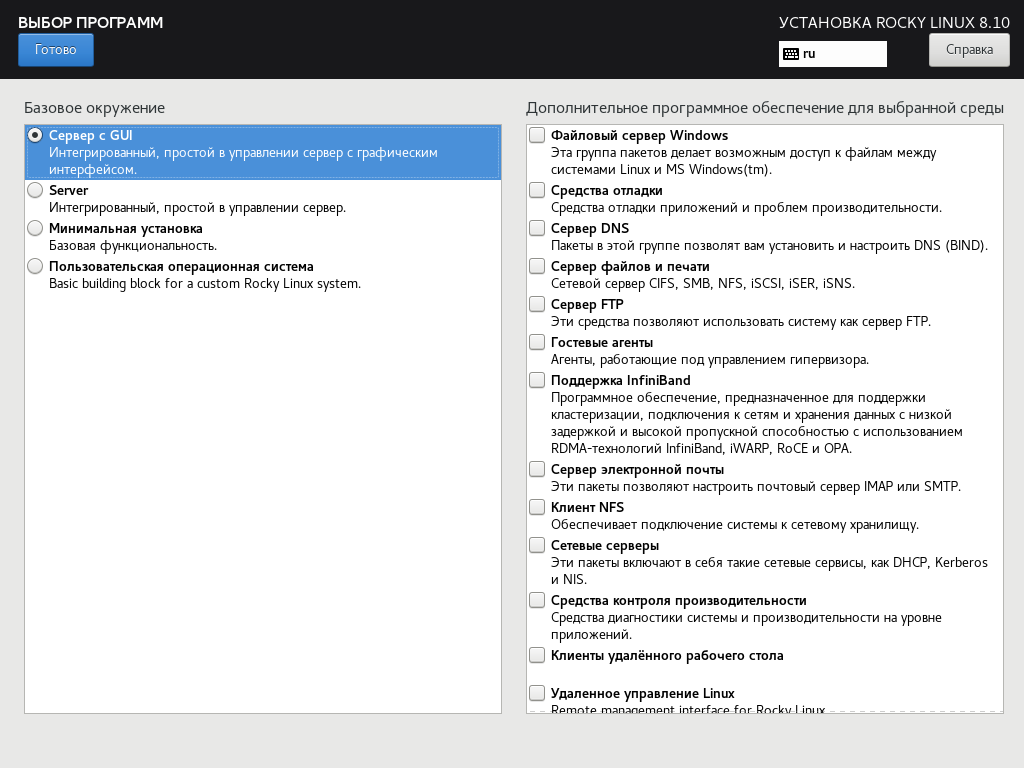 ВЫБОР ПРОГРАММ
Готово
УСТАНОВКА ROCKY LINUX 8.10
ru
Справка
Базовое окружение
Сервер с GUI
Интегрированный, простой в управлении сервер с графическим
интерфейсом.
Server
Интегрированный, простой в управлении сервер.
Минимальная установка
Базовая функциональность.
Пользовательская операционная система
Basic building block for a custom Rocky Linux system.
Дополнительное программное обеспечение для выбранной среды
Файловый сервер Windows
Эта группа пакетов делает возможным доступ к файлам между
системами Linux и MS Windows(tm).
Средства отладки
Средства отладки приложений и проблем производительности.
Сервер DNS
Пакеты в этой группе позволят вам установить и настроить DNS (BIND).
Сервер файлов и печати
Сетевой сервер CIFS, SMB, NFS, iSCSI, iSER, iSNS.
Сервер FTP
Эти средства позволяют использовать систему как сервер FTP.
Гостевые агенты
Агенты, работающие под управлением гипервизора.
Поддержка InfiniBand
Программное обеспечение, предназначенное для поддержки
кластеризации, подключения к сетям и хранения данных с низкой
задержкой и высокой пропускной способностью с использованием
RDMA-технологий InfiniBand, iWARP, RoCE и OPA.
Сервер электронной почты
Эти пакеты позволяют настроить почтовый сервер IMAP или SMTP.
Клиент NFS
Обеспечивает подключение системы к сетевому хранилищу.
Сетевые серверы
Эти пакеты включают в себя такие сетевые сервисы, как DHCP, Kerberos
и NIS.
Средства контроля производительности
Средства диагностики системы и производительности на уровне
приложений.
Клиенты удалённого рабочего стола
Удаленное управление Linux
Remote management interface for Rocky Linux